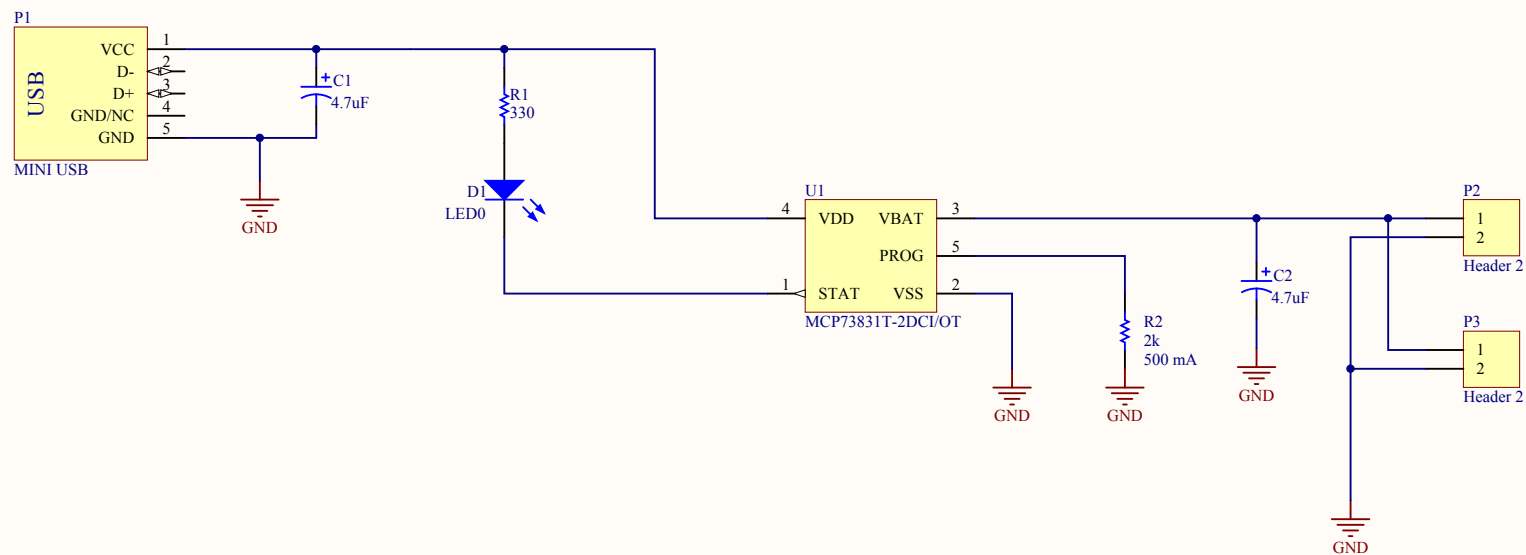 P1
USB
VCC 1
D- 2
D+ 3
GND/NC 4
GND 5
MINI USB
GND
C1
4.7uF
R1
330
D1
LED0
U1
4 VDD VBAT 3
PROG 5
1 STAT VSS 2
MCP73831T-2DCI/OT
GND
R2
2k
500 mA
GND
C2
4.7uF
GND
P2
1
2
Header 2
P3
1
2
Header 2
GND